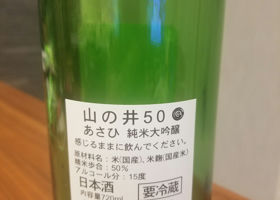 山の井50
あさひ 純米大吟醸
感じるままに飲んでください。
原材料名：米(国産)、米麹(国産米)
精米歩合：50%
アルコール分：15度
日本酒
要冷蔵
内容量720ml